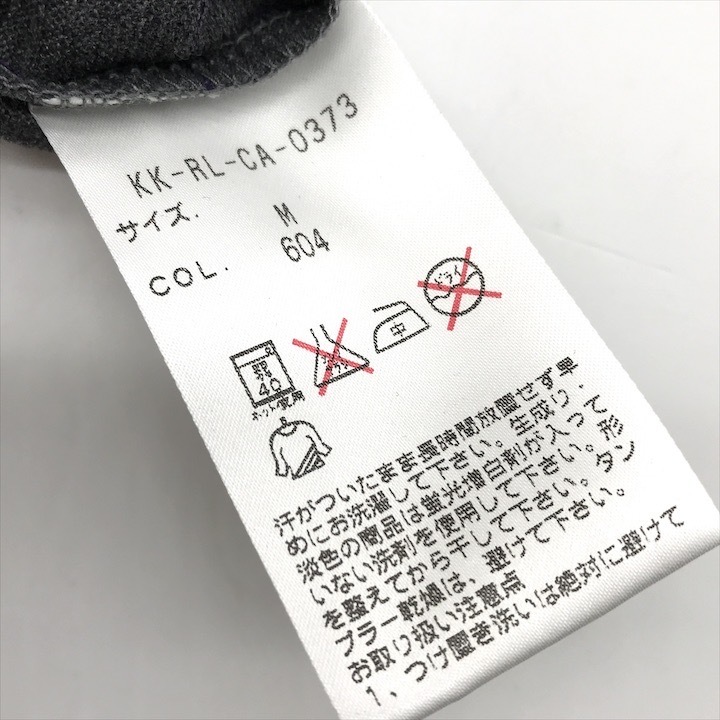 KK-RL-CA-0373
サイズ. M
COL. 604
弱
40
ネット使用
中
ドライ
汗がついたまま長時間放置せず早
めにお洗濯して下さい。生成り、
淡色の商品は蛍光増白剤が入って
いない洗剤を使用して下さい。形
を整えてから干して下さい。タン
ブラー乾燥は、避けて下さい。
お取り扱い注意点
1、つけ置き洗いは絶対に避けて